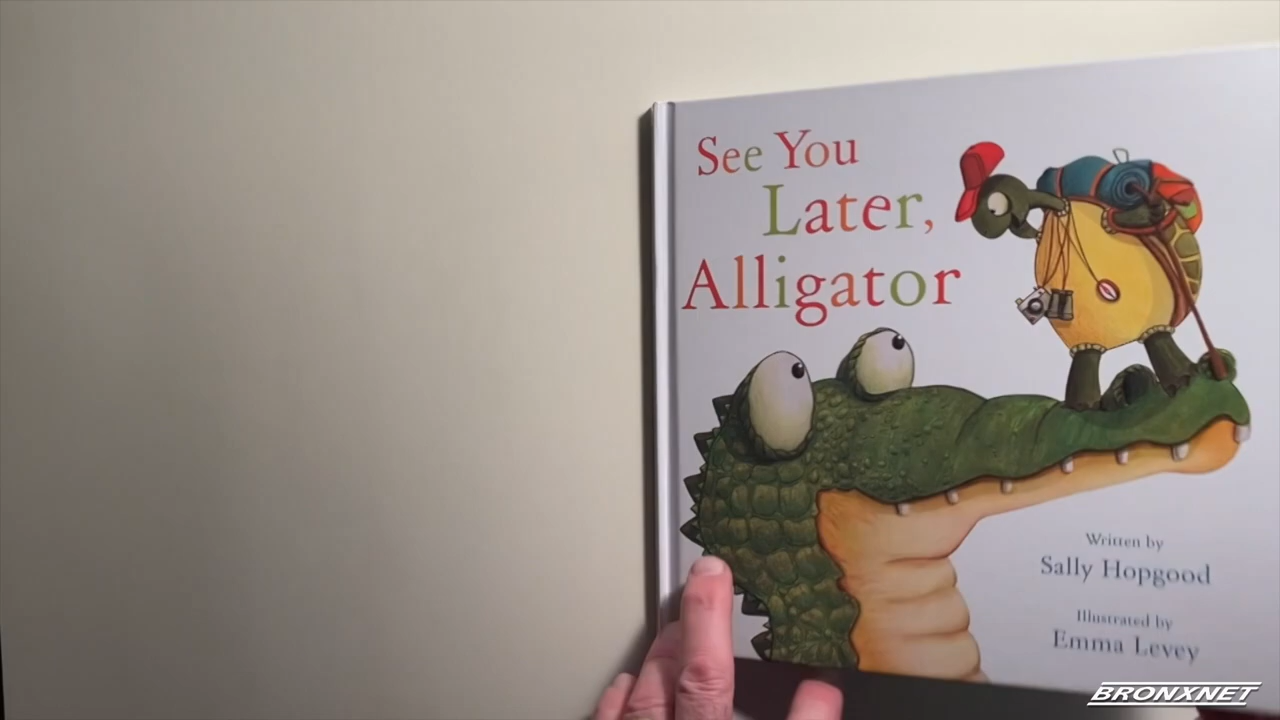 See You
Later,
Alligator
Written by
Sally Hopgood
Illustrated by
Emma Levey
BRONXNET